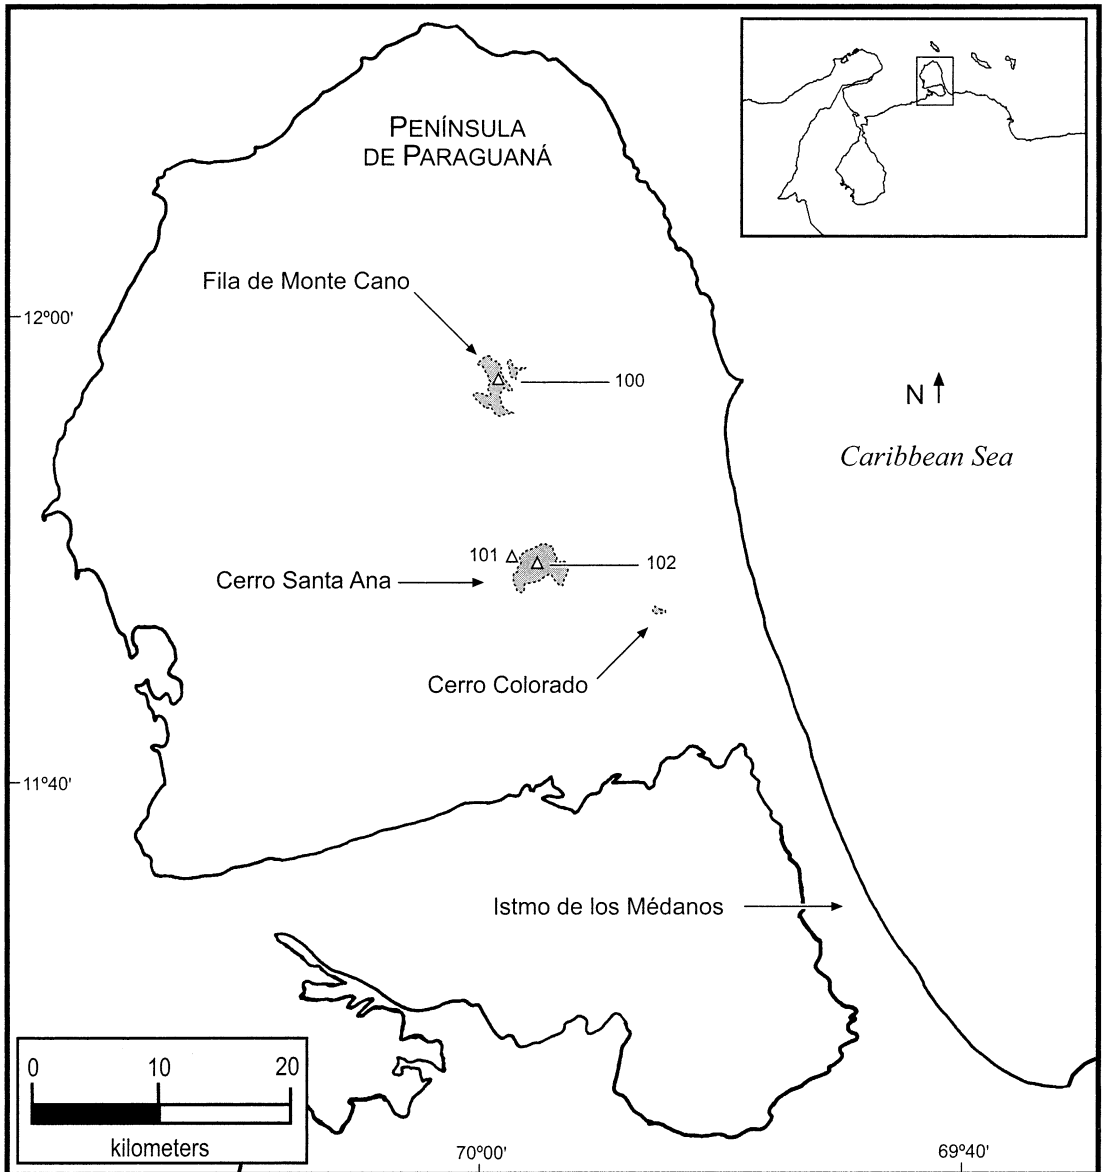 PENÍNSULA
DE PARAGUANÁ
Fila de Monte Cano
12º00'
100
N
Caribbean Sea
101
102
Cerro Santa Ana
Cerro Colorado
11º40'
Istmo de los Médanos
0 10 20
kilometers
70º00'
69º40'